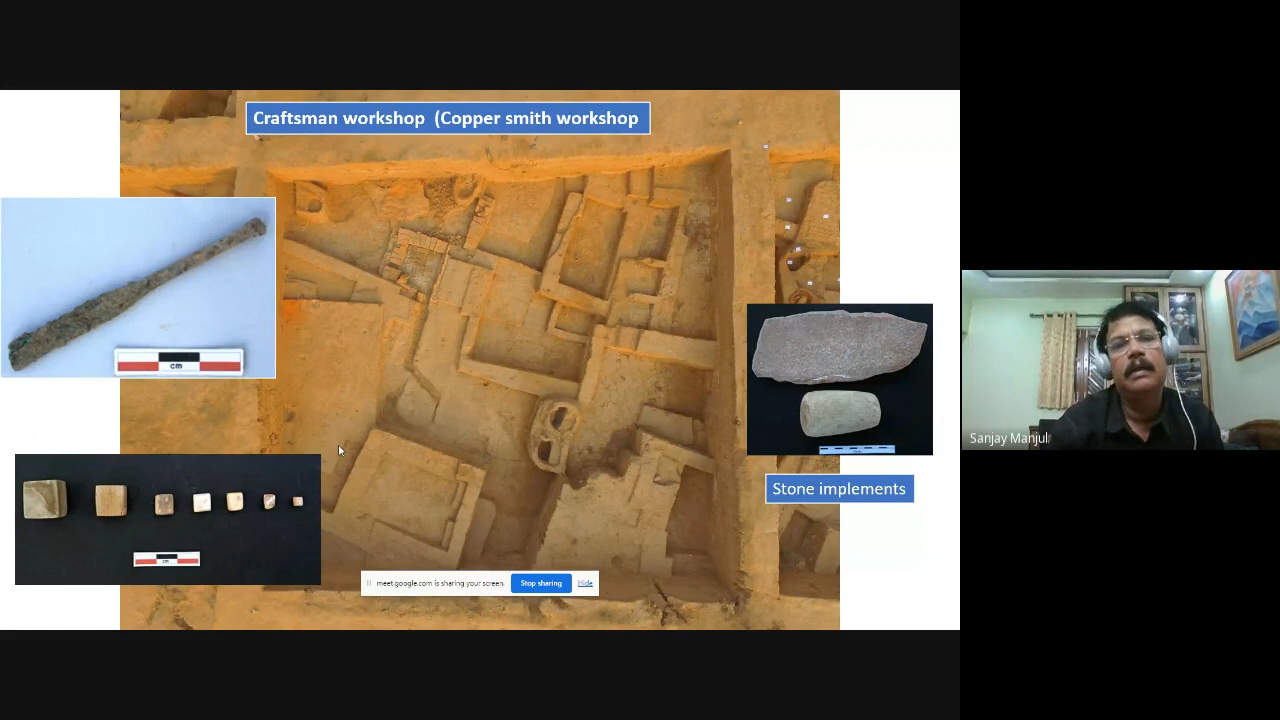 Craftsman workshop (Copper smith workshop
cm
cm
Stone implements
Sanjay Manjul
meet.google.com is sharing your screen.
Stop sharing
Hide